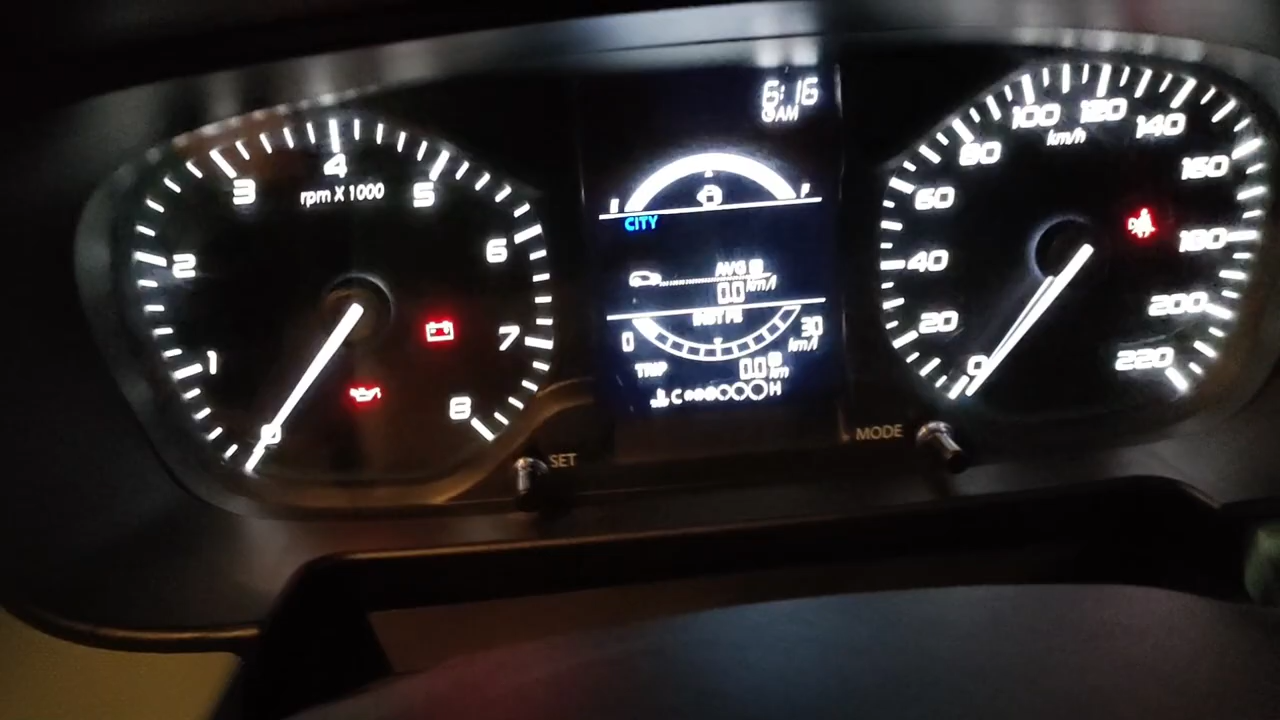 6:16
AM
3
4
5
rpm X 1000
2
6
1
7
0
8
F
CITY
AVG
0.0 km/l
INST FE
0
30
km/l
TRIP
0.0 km
C
H
SET
MODE
100
120
80
km/h
140
60
160
40
180
20
200
0
220